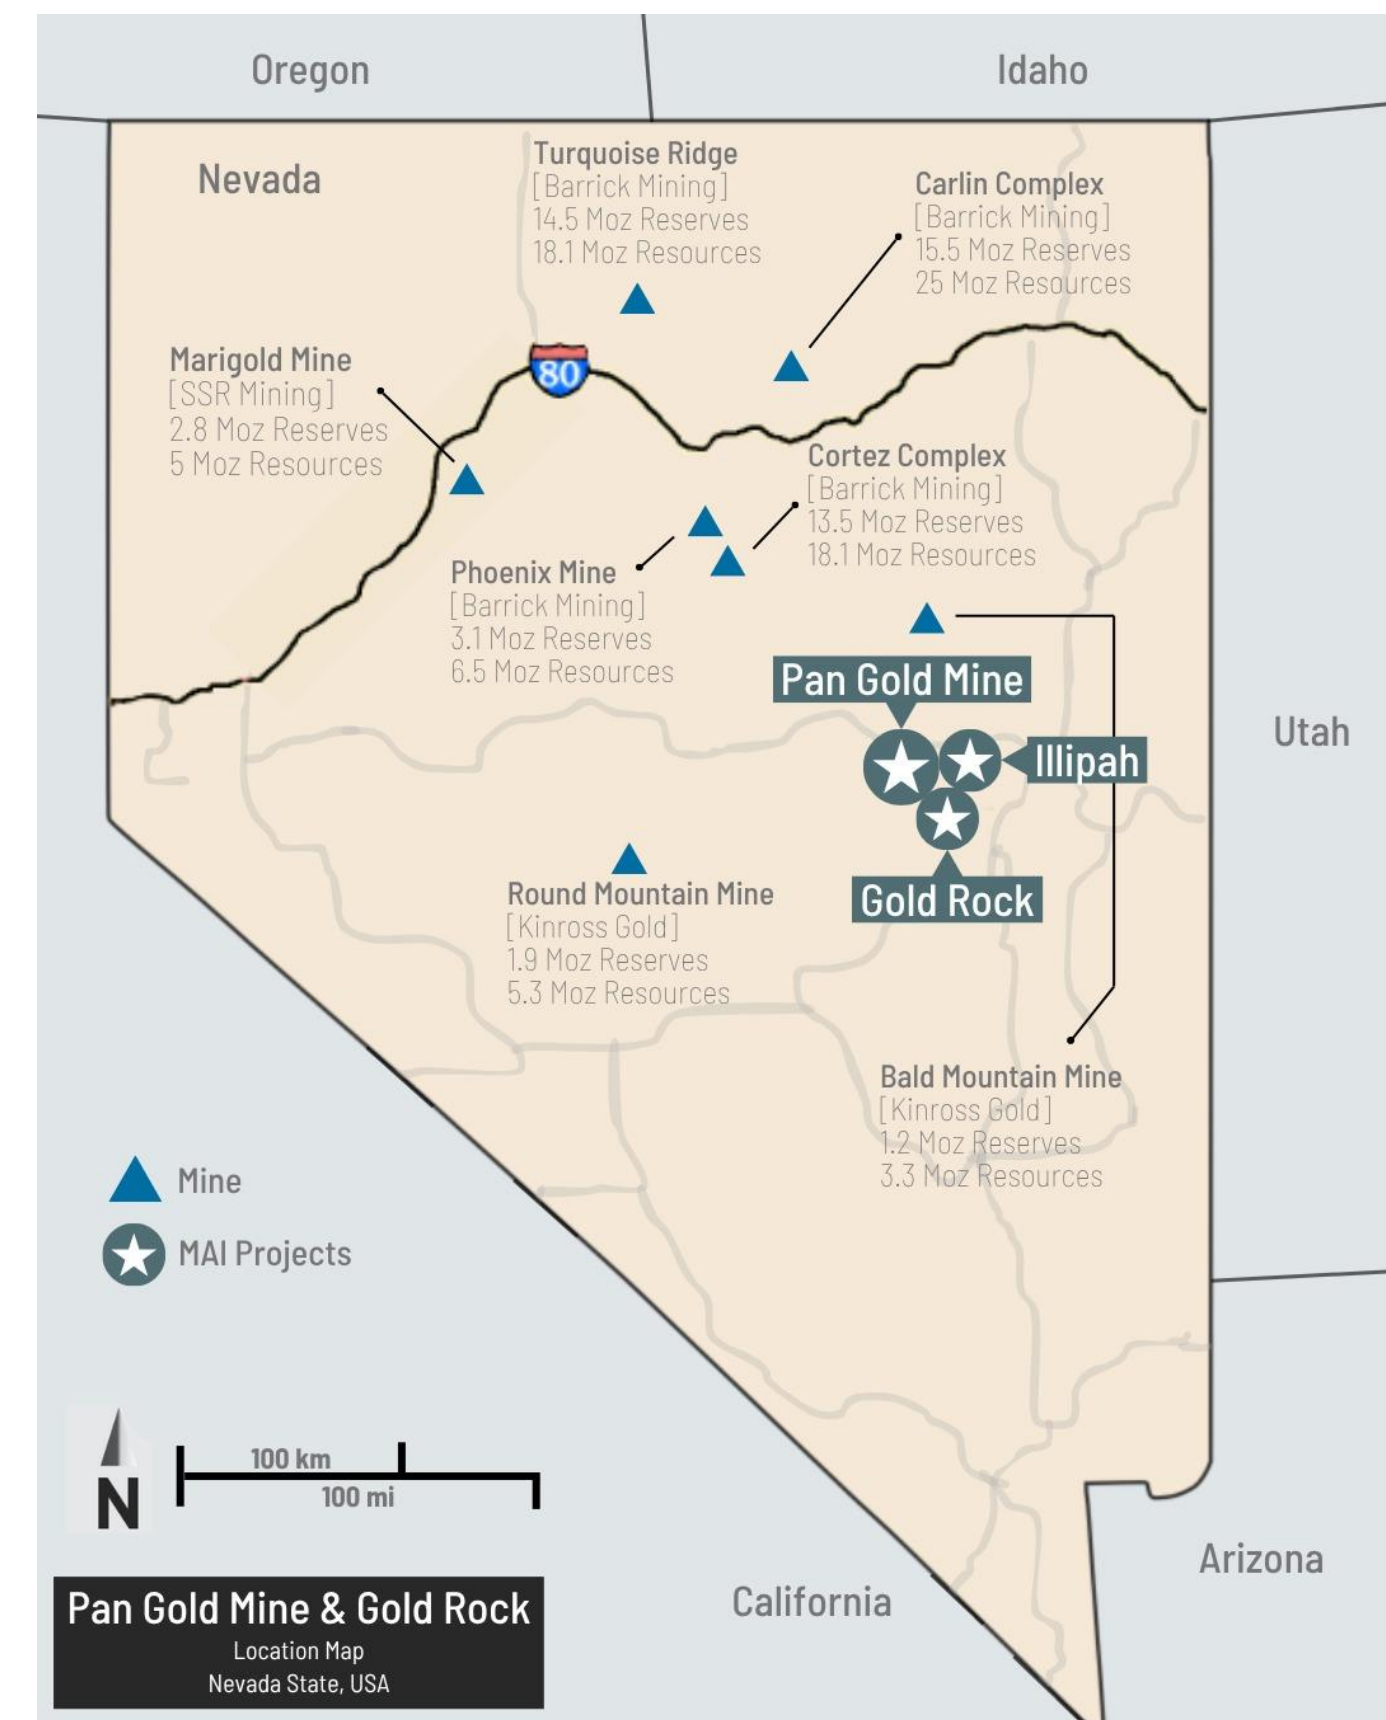 Oregon
Idaho
Nevada
Turquoise Ridge
[Barrick Mining]
14.5 Moz Reserves
18.1 Moz Resources
Carlin Complex
[Barrick Mining]
15.5 Moz Reserves
25 Moz Resources
80
Marigold Mine
[SSR Mining]
2.8 Moz Reserves
5 Moz Resources
Cortez Complex
[Barrick Mining]
13.5 Moz Reserves
18.1 Moz Resources
Phoenix Mine
[Barrick Mining]
3.1 Moz Reserves
6.5 Moz Resources
Pan Gold Mine
Illipah
Gold Rock
Utah
Round Mountain Mine
[Kinross Gold]
1.9 Moz Reserves
5.3 Moz Resources
Bald Mountain Mine
[Kinross Gold]
1.2 Moz Reserves
3.3 Moz Resources
Mine
MAI Projects
N
100 km
100 mi
Arizona
California
Pan Gold Mine & Gold Rock
Location Map
Nevada State, USA